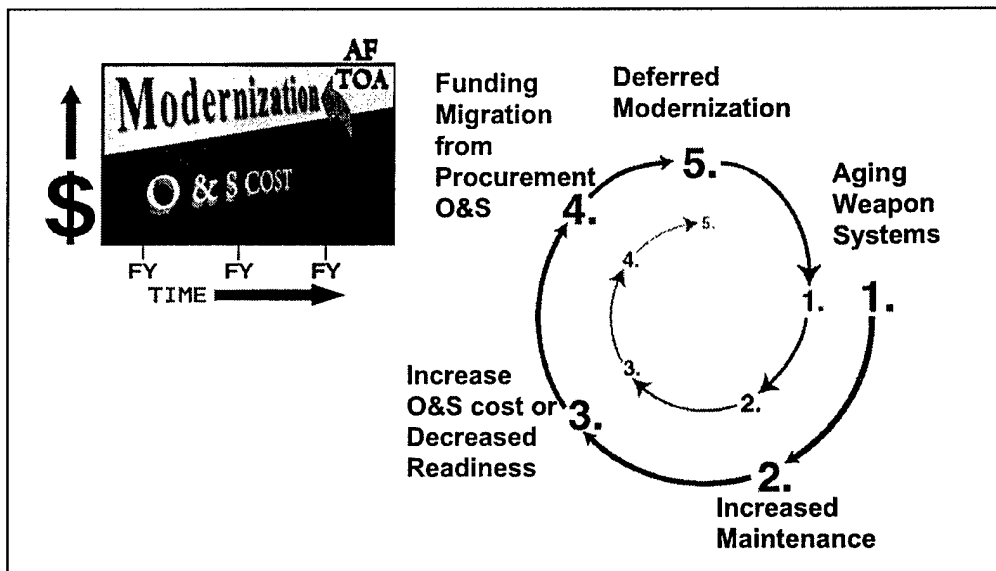 AF
TOA
Modernization
O & S COST
$
FY FY FY
TIME
Funding
Migration
from
Procurement
O&S
Deferred
Modernization
Aging
Weapon
Systems
5.
4.
1.
3.
2.
Increase
O&S cost or
Decreased
Readiness
Increased
Maintenance
5.
4.
1.
3.
2.